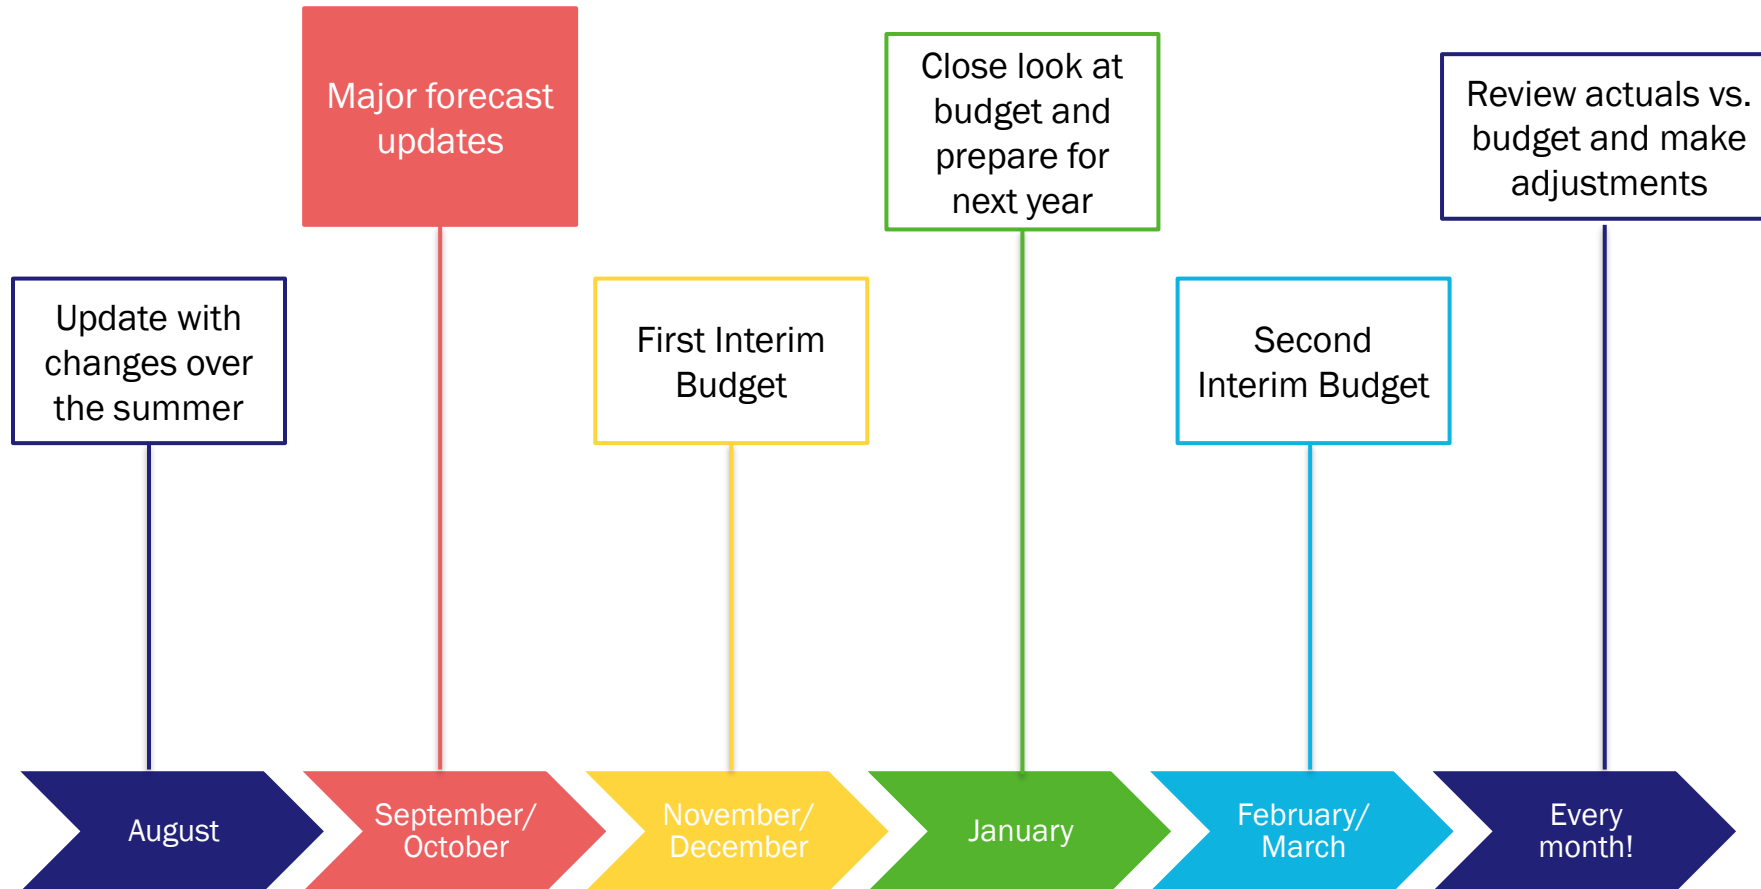 Major forecast
updates
Close look at
budget and
prepare for
next year
Review actuals vs.
budget and make
adjustments
Update with
changes over
the summer
First Interim
Budget
Second
Interim Budget
August
September/
October
November/
December
January
February/
March
Every
month!